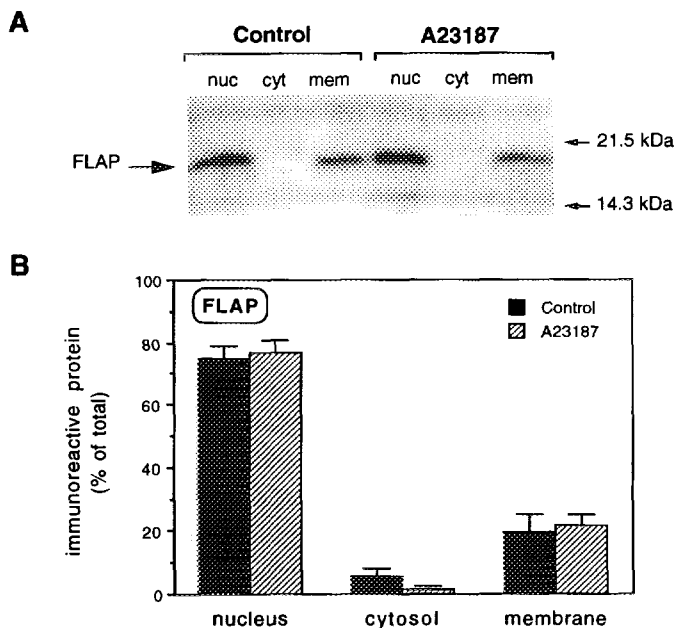 A
Control A23187
nuc cyt mem nuc cyt mem
FLAP
21.5 kDa
14.3 kDa
B
FLAP
Control
A23187
immunoreactive protein
(% of total)
100
80
60
40
20
0
nucleus cytosol membrane